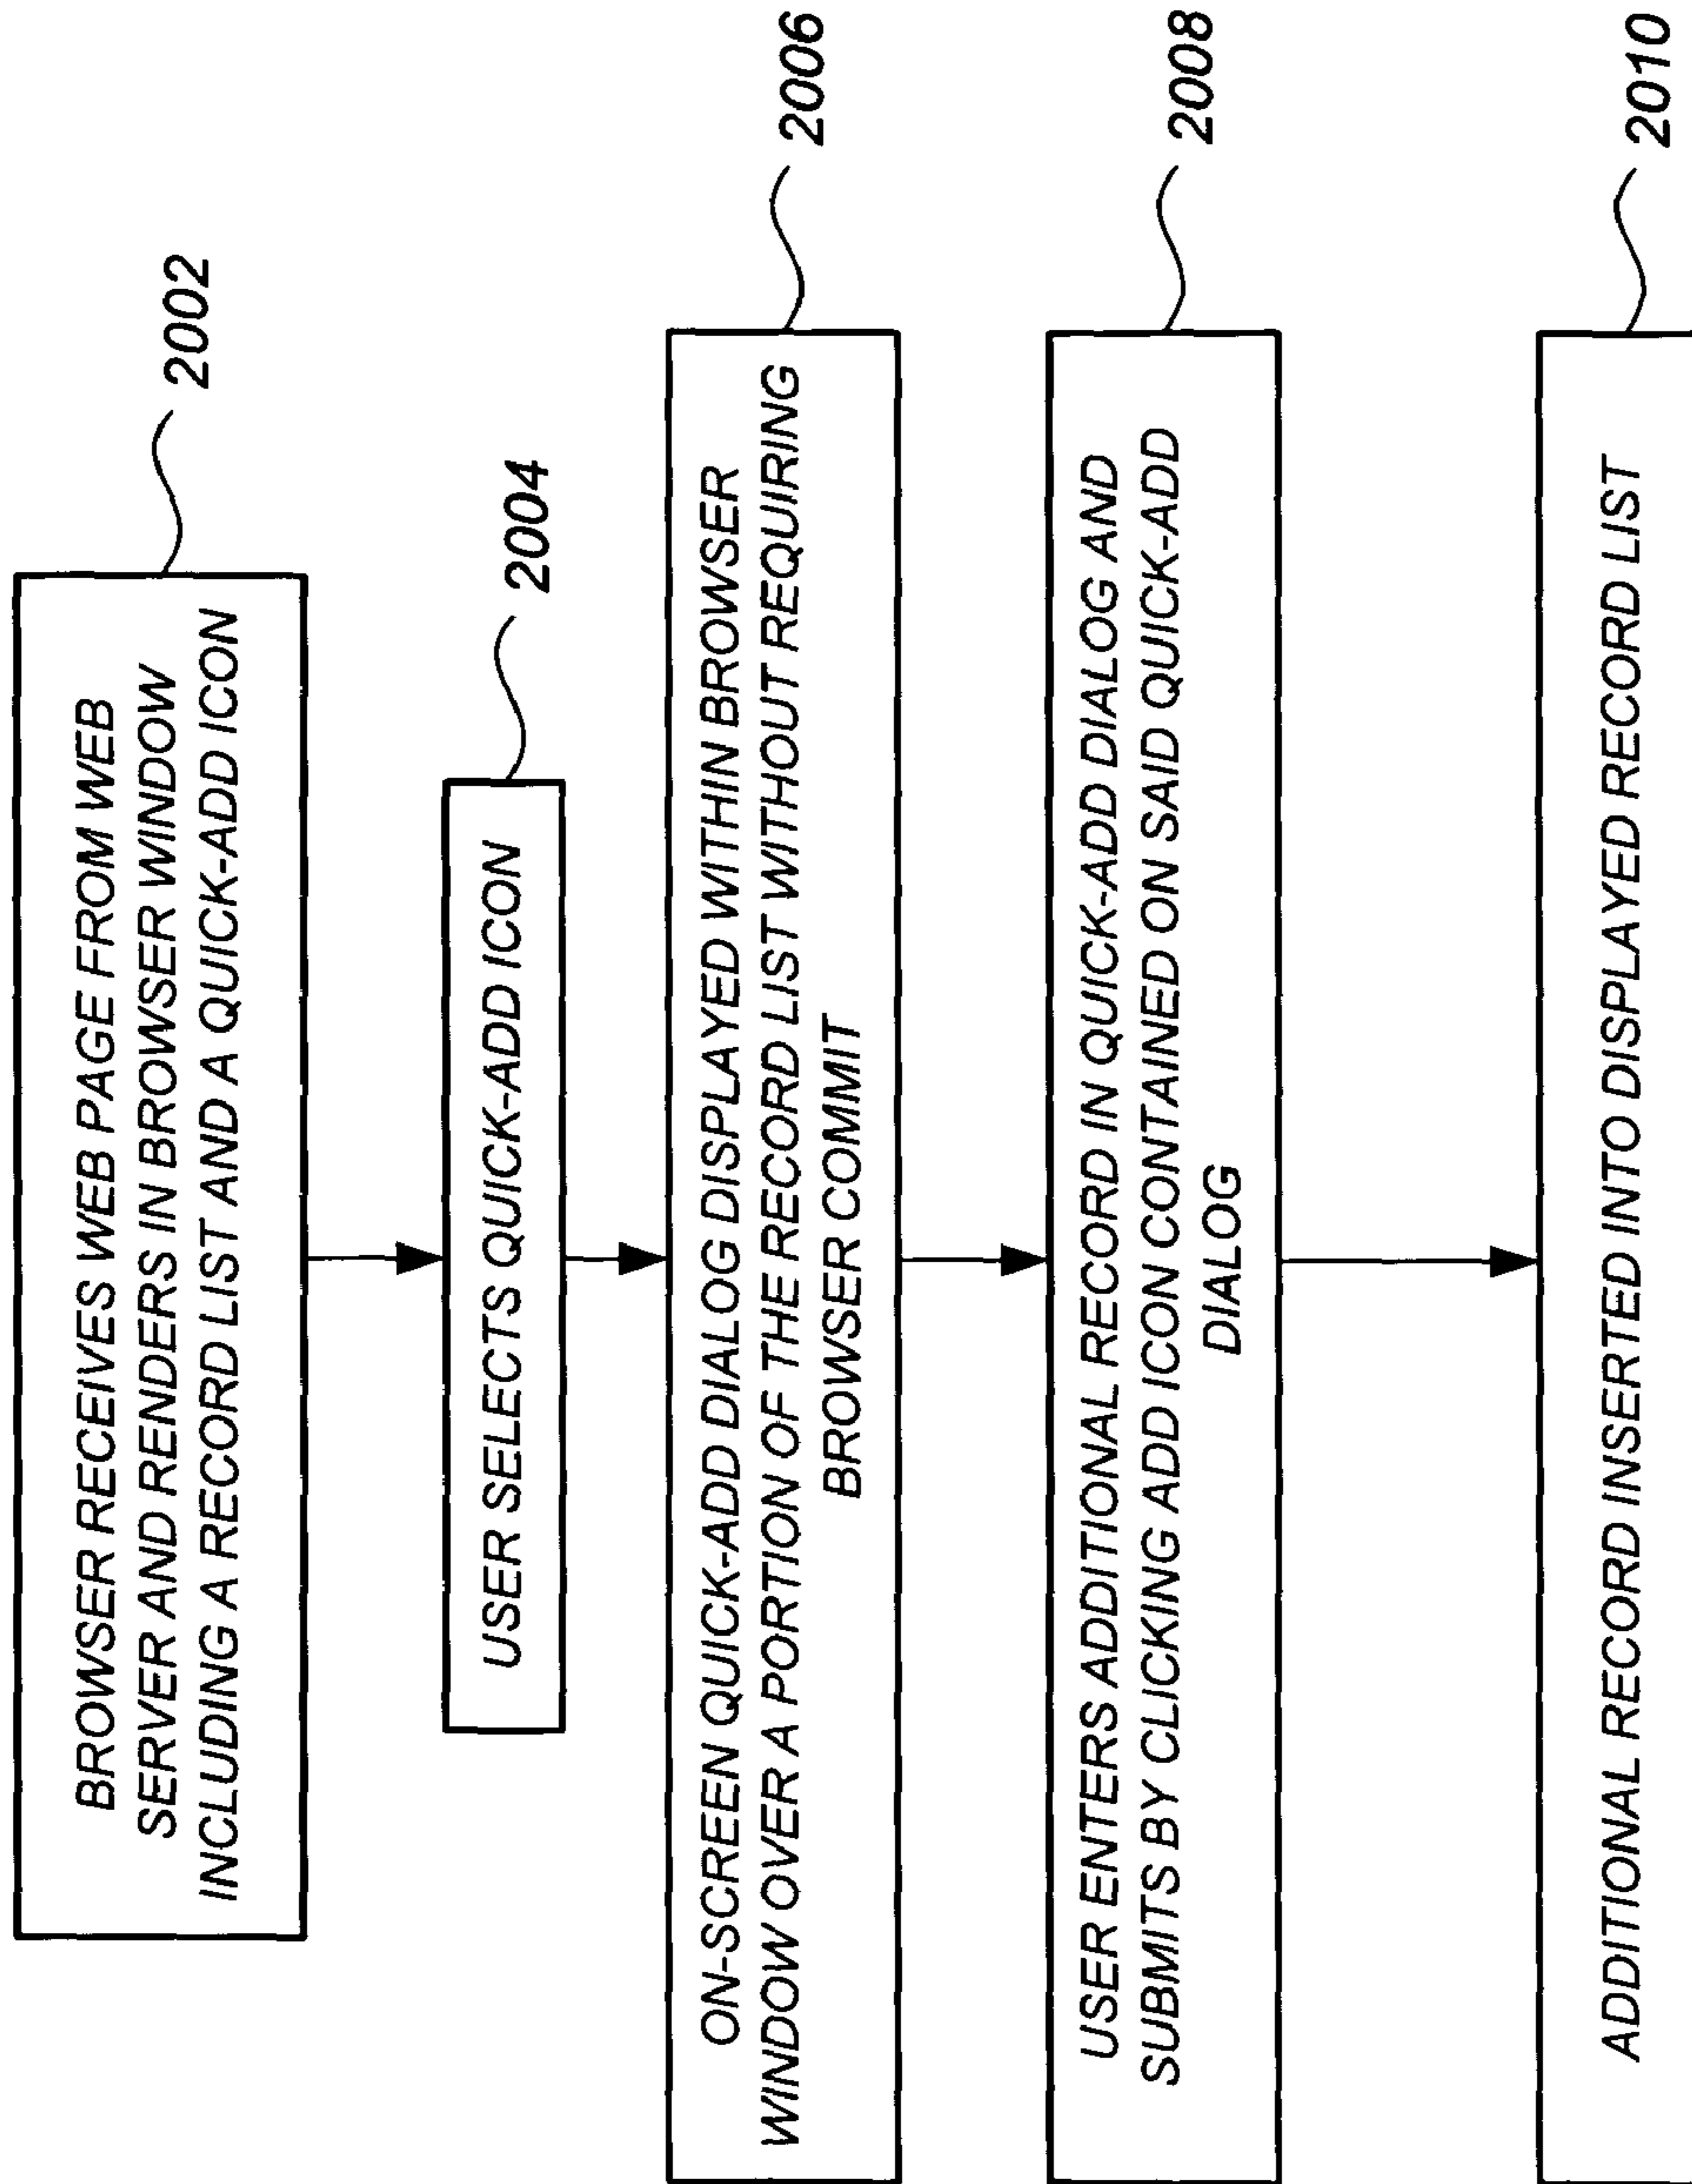 BROWSER RECEIVES WEB PAGE FROM WEB
SERVER AND RENDERS IN BROWSER WINDOW
INCLUDING A RECORD LIST AND A QUICK-ADD ICON
2002
USER SELECTS QUICK-ADD ICON
2004
ON-SCREEN QUICK-ADD DIALOG DISPLAYED WITHIN BROWSER
WINDOW OVER A PORTION OF THE RECORD LIST WITHOUT REQUIRING
BROWSER COMMIT
2006
USER ENTERS ADDITIONAL RECORD IN QUICK-ADD DIALOG AND
SUBMITS BY CLICKING ADD ICON CONTAINED ON SAID QUICK-ADD
DIALOG
2008
ADDITIONAL RECORD INSERTED INTO DISPLAYED RECORD LIST
2010